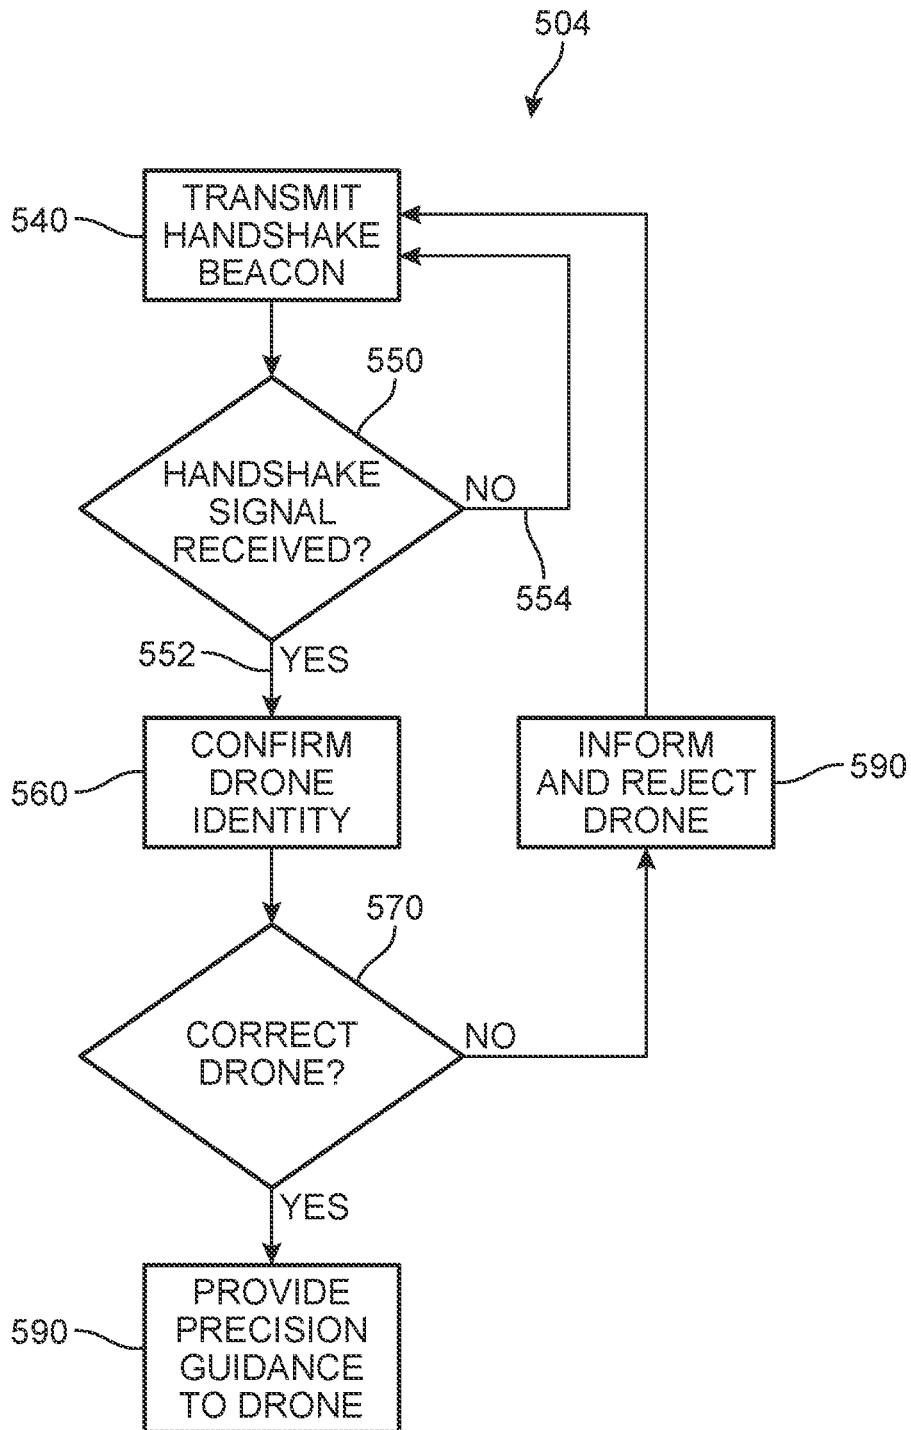 504
540
TRANSMIT
HANDSHAKE
BEACON
550
HANDSHAKE
SIGNAL
RECEIVED?
NO
554
552
YES
560
CONFIRM
DRONE
IDENTITY
INFORM
AND REJECT
DRONE
590
570
CORRECT
DRONE?
NO
YES
590
PROVIDE
PRECISION
GUIDANCE
TO DRONE